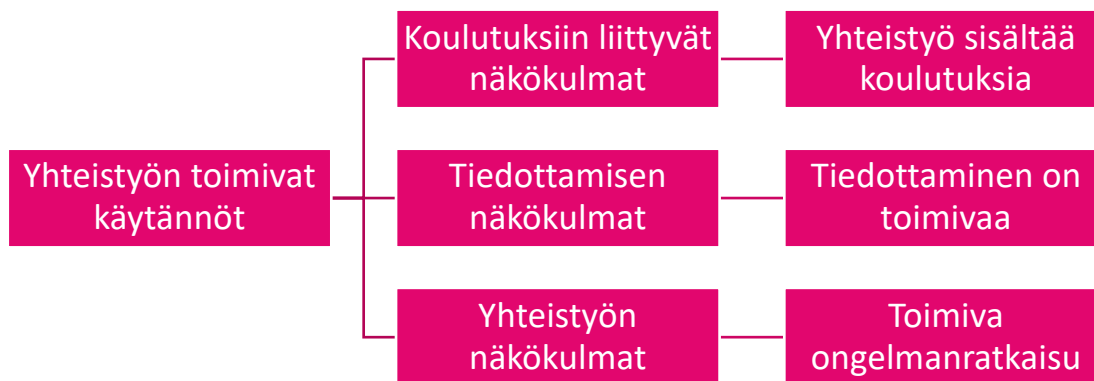 Koulutuksiin liittyvät
näkökulmat
Yhteistyö sisältää
koulutuksia
Yhteistyön toimivat
käytännöt
Tiedottamisen
näkökulmat
Tiedottaminen on
toimivaa
Yhteistyön
näkökulmat
Toimiva
ongelmanratkaisu